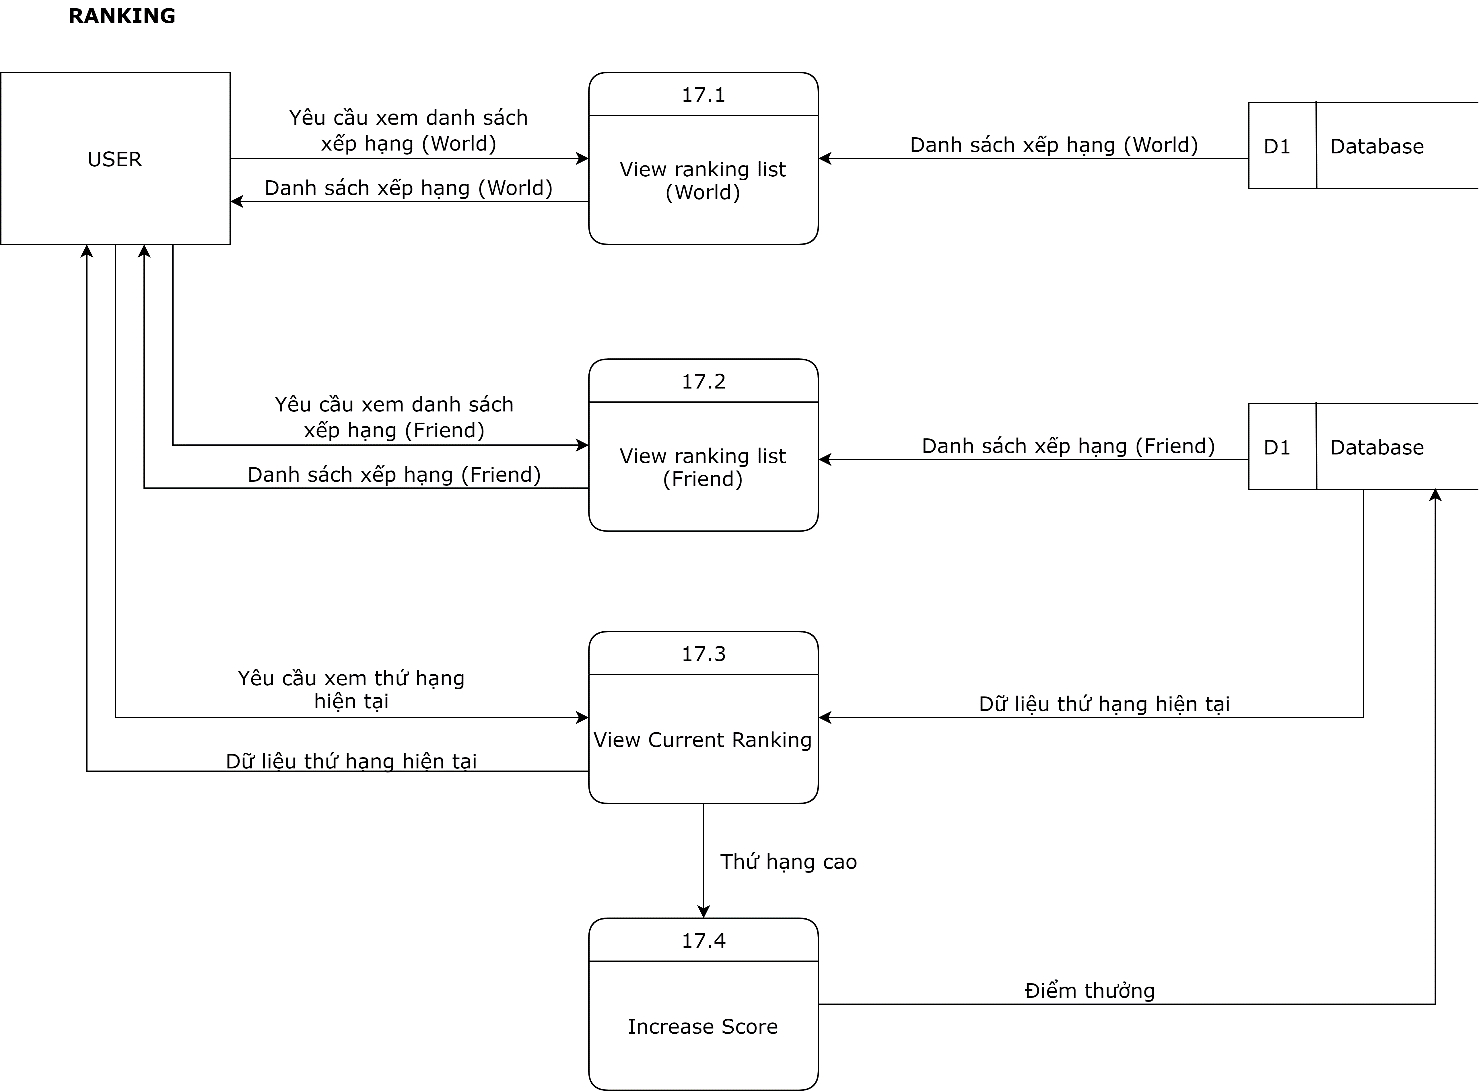 RANKING
USER
Yêu cầu xem danh sách
xếp hạng (World)
Danh sách xếp hạng (World)
17.1
View ranking list
(World)
Danh sách xếp hạng (World)
D1
Database
Yêu cầu xem danh sách
xếp hạng (Friend)
Danh sách xếp hạng (Friend)
17.2
View ranking list
(Friend)
Danh sách xếp hạng (Friend)
D1
Database
Yêu cầu xem thứ hạng
hiện tại
Dữ liệu thứ hạng hiện tại
17.3
View Current Ranking
Dữ liệu thứ hạng hiện tại
Thứ hạng cao
17.4
Increase Score
Điểm thưởng